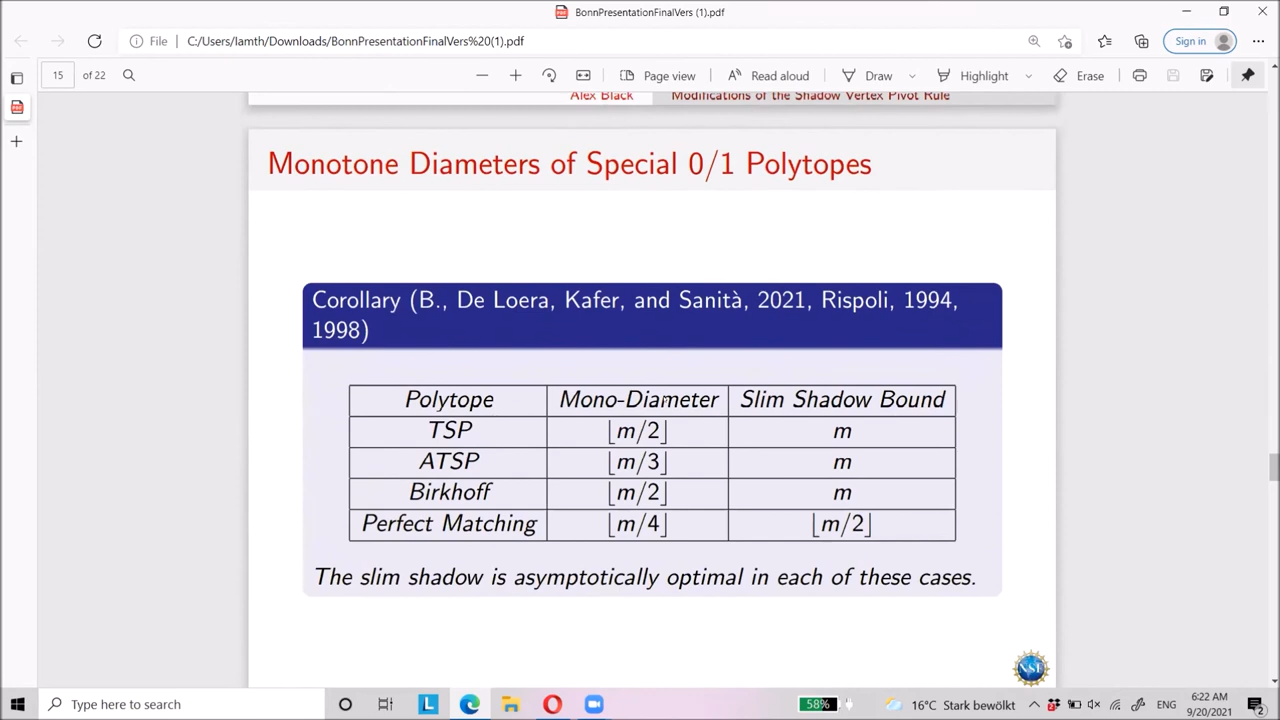 BonnPresentationFinalVers (1).pdf
File C:/Users/Iamth/Downloads/BonnPresentationFinalVers%20(1).pdf
Sign in
15 of 22
Page view
Read aloud
Draw
Highlight
Erase
Alex Black Modifications of the Shadow Vertex Pivot Rule
Monotone Diameters of Special 0/1 Polytopes
Corollary (B., De Loera, Kafer, and Sanità, 2021, Rispoli, 1994,
1998)
Polytope Mono-Diameter Slim Shadow Bound
TSP ⌊m/2⌋ m
ATSP ⌊m/3⌋ m
Birkhoff ⌊m/2⌋ m
Perfect Matching ⌊m/4⌋ ⌊m/2⌋
The slim shadow is asymptotically optimal in each of these cases.
NSF
Type here to search
L
58%
16°C Stark bewölkt
ENG
6:22 AM
9/20/2021
2